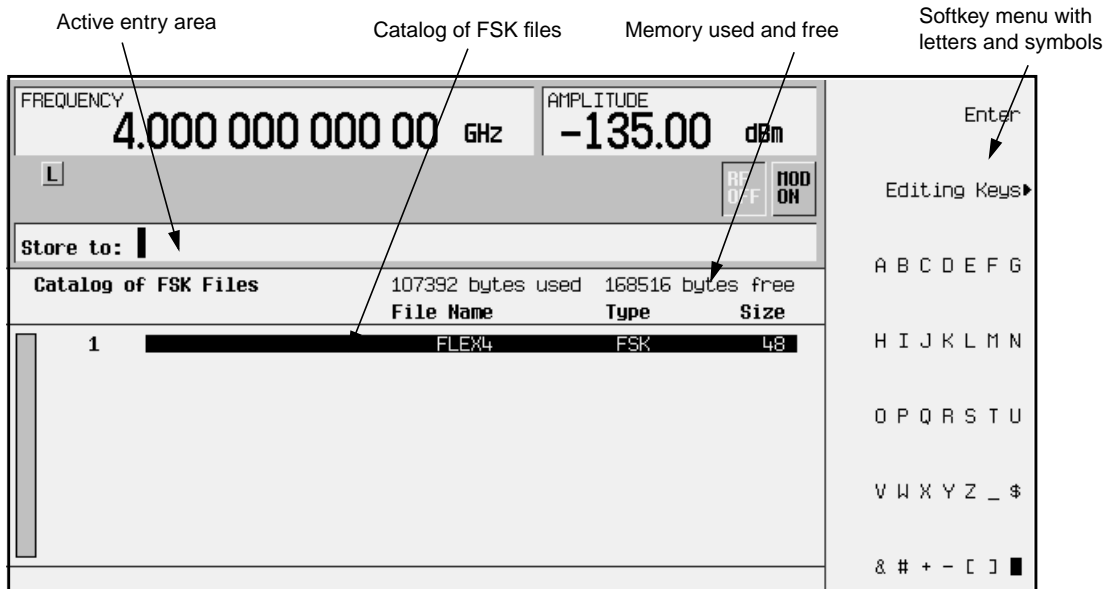 Active entry area
Catalog of FSK files
Memory used and free
Softkey menu with
letters and symbols
FREQUENCY
4.000 000 000 00 GHz
AMPLITUDE
-135.00 dBm
L
RF OFF
MOD ON
Store to:
Catalog of FSK Files 107392 bytes used 168516 bytes free
File Name Type Size
1 FLEX4 FSK 48
Enter
Editing Keys
A B C D E F G
H I J K L M N
O P Q R S T U
V W X Y Z _ $
& # + - [ ]